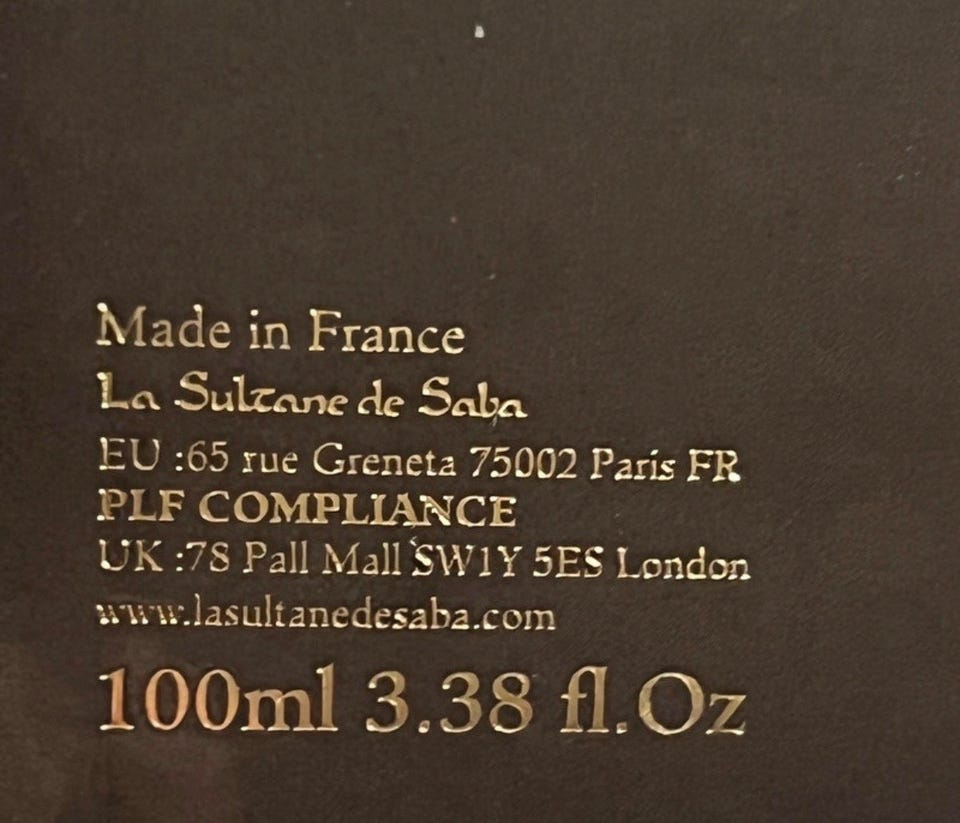 Made in France
La Sultane de Saba
EU :65 rue Greneta 75002 Paris FR
PLF COMPLIANCE
UK :78 Pall Mall SW1Y 5ES London
www.lasultanedesaba.com
100ml 3.38 fl.Oz